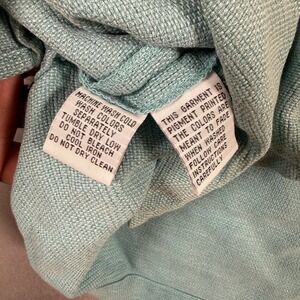 MACHINE WASH COLD
WASH COLORS
SEPARATELY
TUMBLE DRY LOW
DO NOT BLEACH
COOL IRON
DO NOT DRY CLEAN
THIS GARMENT IS
PIGMENT PRINTED
THE COLORS ARE
MEANT TO FADE
WHEN WASHED
FOLLOW CARE
INSTRUCTIONS
CAREFULLY